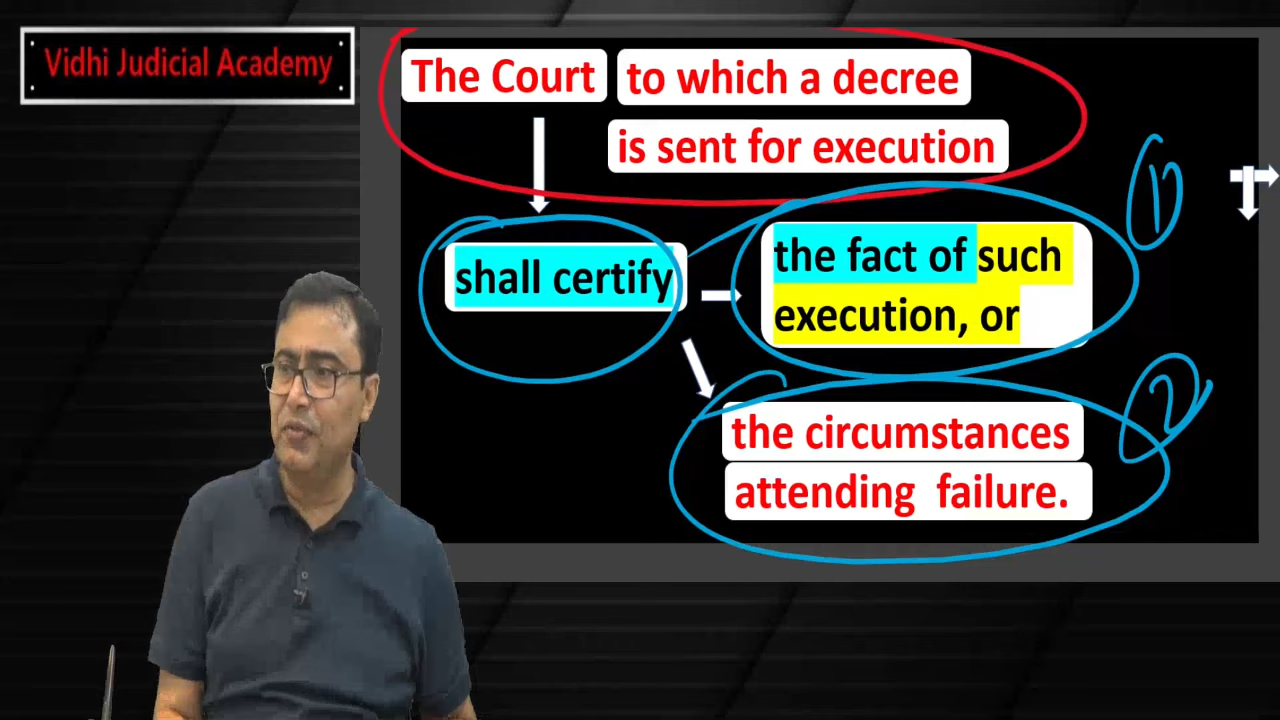 Vidhi Judicial Academy
The Court to which a decree
is sent for execution
1
shall certify
the fact of such
execution, or
2
the circumstances
attending failure.